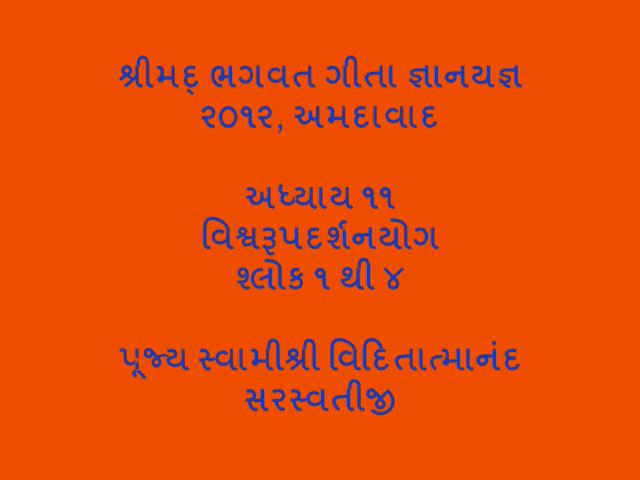 શ્રીમદ્ ભગવત ગીતા જ્ઞાનયજ્ઞ
૨૦૧૨, અમદાવાદ
અધ્યાય ૧૧
વિશ્વરૂપદર્શનયોગ
શ્લોક ૧ થી ૪
પૂજ્ય સ્વામીશ્રી વિદિતાત્માનંદ
સરસ્વતીજી